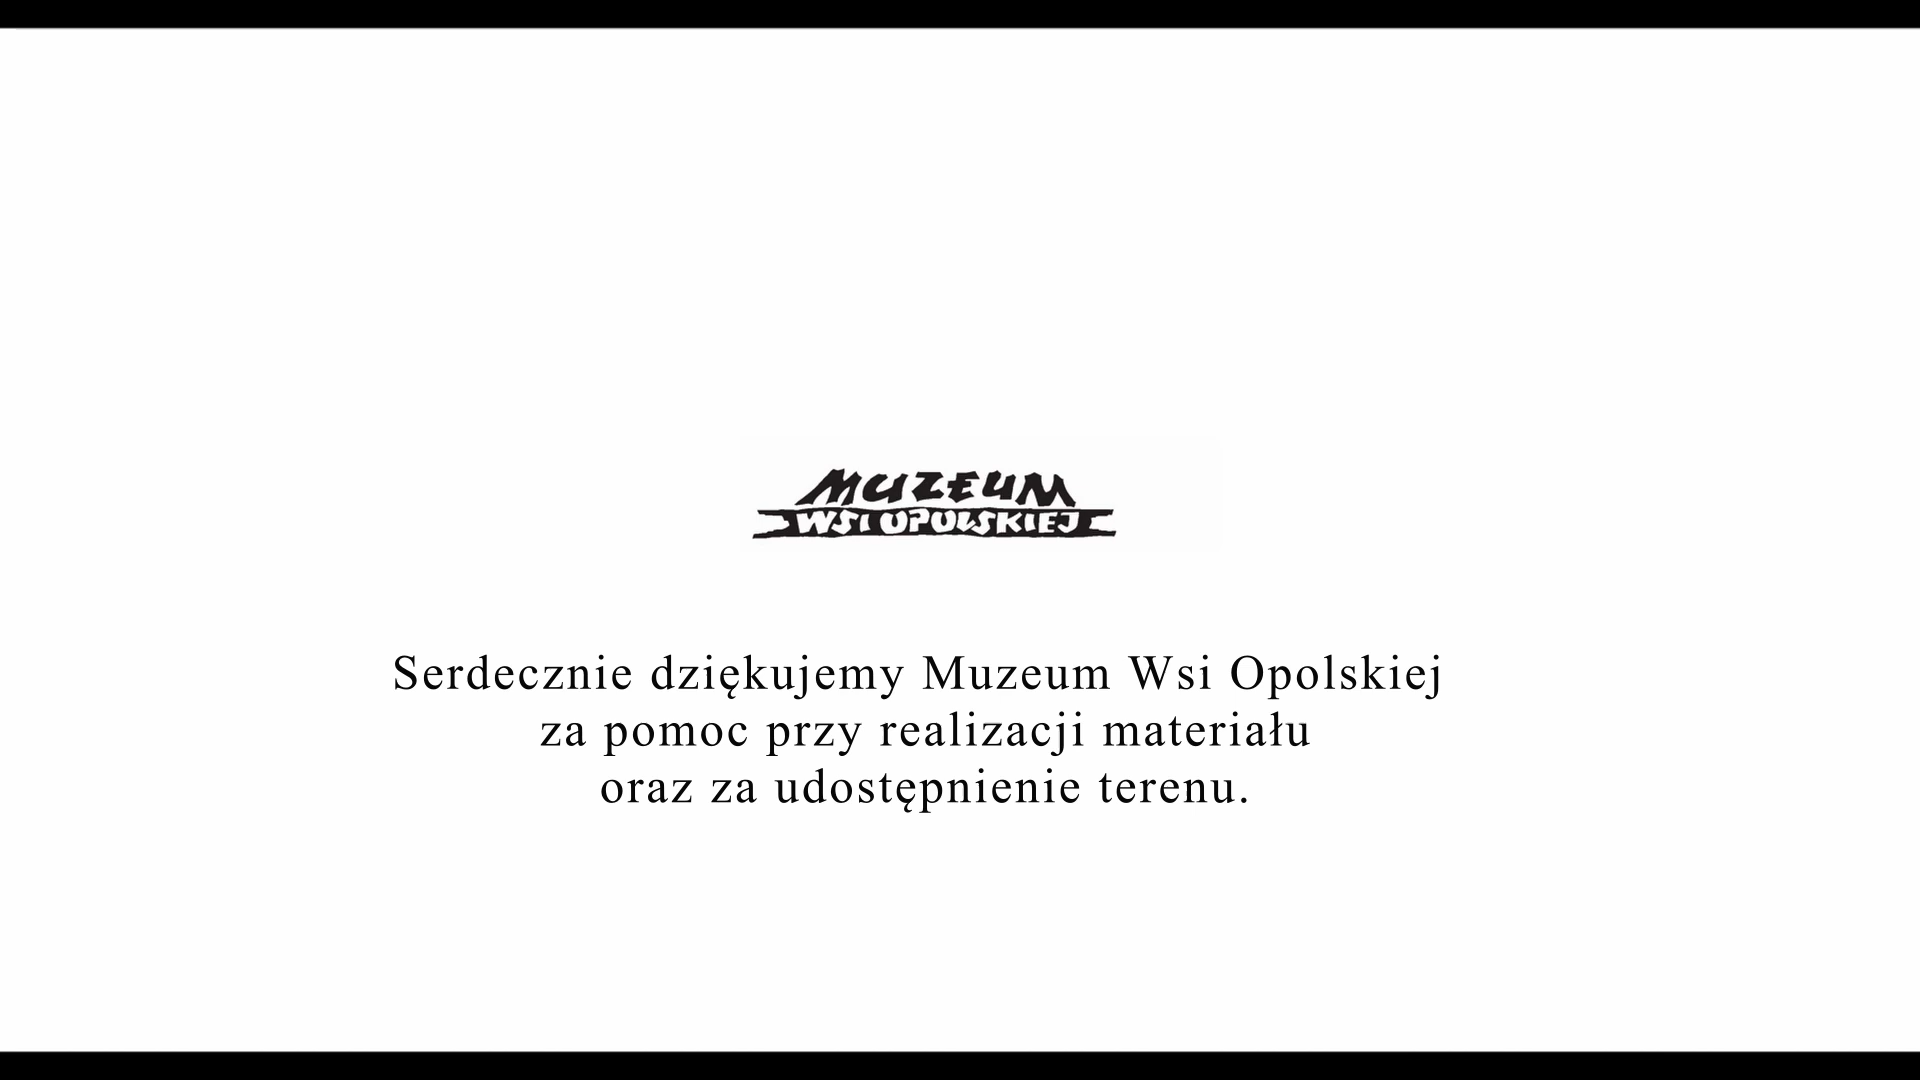 MUZEUM
WSI OPOLSKIEJ
Serdecznie dziękujemy Muzeum Wsi Opolskiej
za pomoc przy realizacji materiału
oraz za udostępnienie terenu.